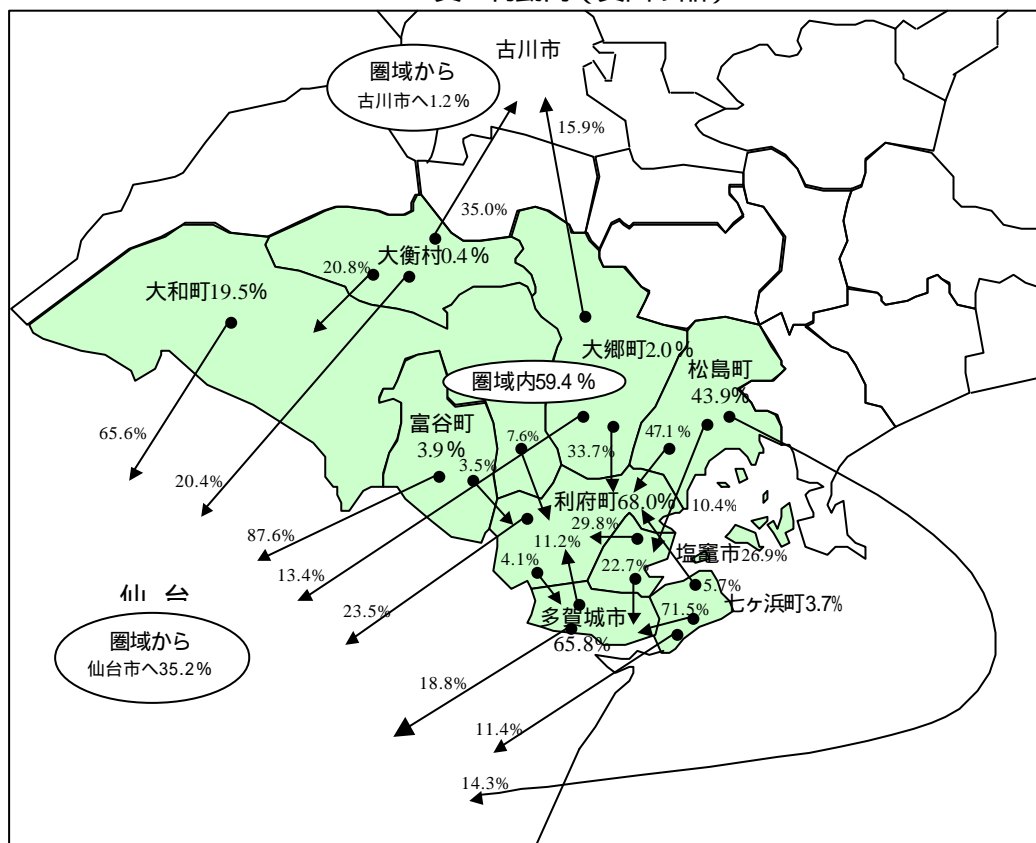 古川市
圏域から
古川市へ1.2%
15.9%
35.0%
大衡村0.4%
20.8%
大和町19.5%
大郷町2.0%
松島町
43.9%
圏域内59.4%
富谷町
3.9%
7.6%
3.5%
33.7%
47.1%
65.6%
20.4%
利府町68.0%
10.4%
87.6%
29.8%
11.2%
塩竈市26.9%
13.4%
4.1%
22.7%
5.7%
23.5%
七ヶ浜町3.7%
71.5%
仙台
多賀城市
65.8%
圏域から
仙台市へ35.2%
18.8%
11.4%
14.3%